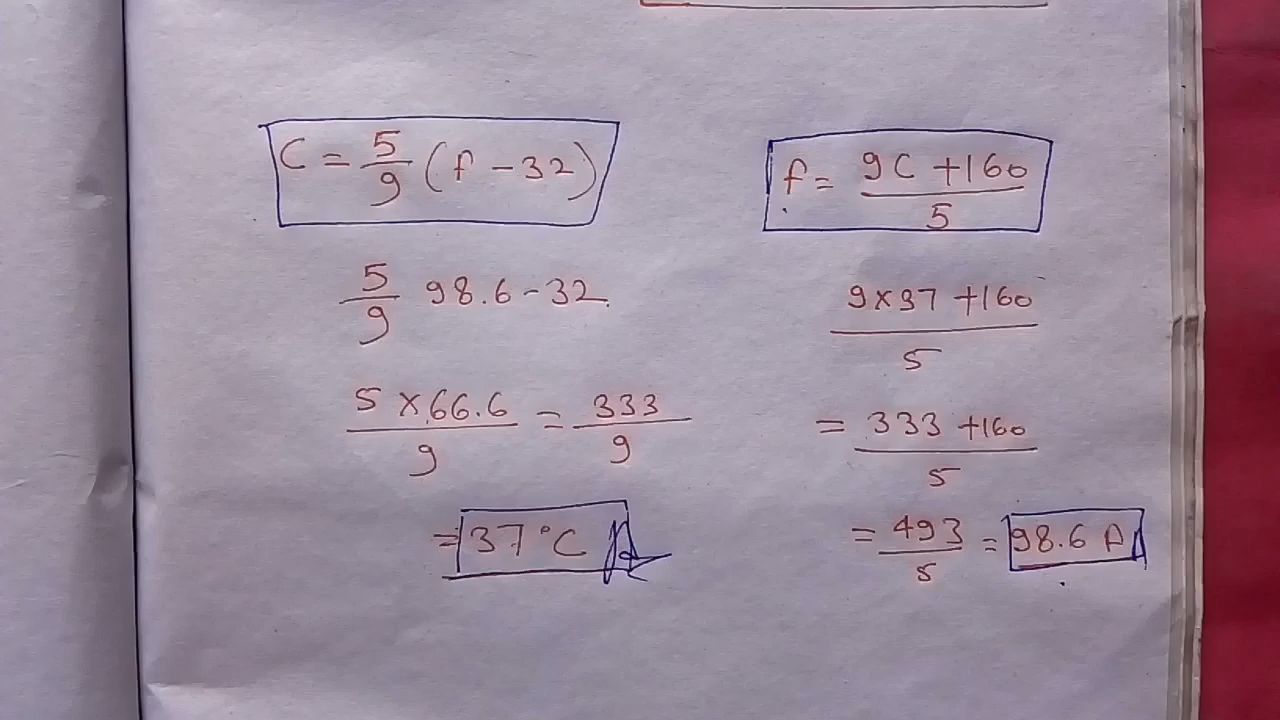 C = 5/9 (f - 32)
5/9 98.6 - 32
5 × 66.6 / 9 = 333 / 9
= 37 °C
f = 9C + 160 / 5
9 × 37 + 160 / 5
= 333 + 160 / 5
= 493 / 5 = 98.6